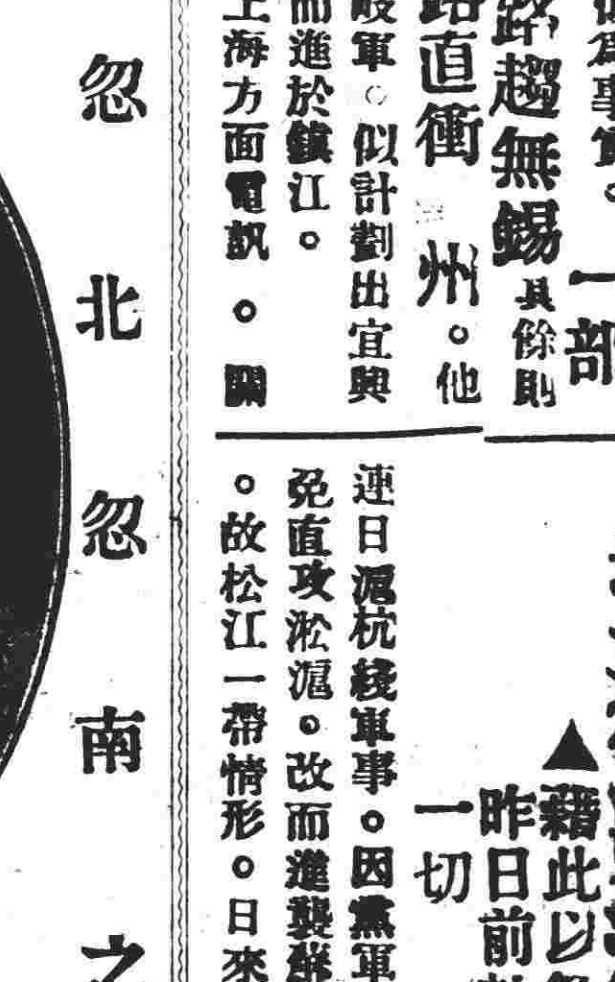 為事實。
一部
路趨無錫其餘則
路直衝 州。他
軍。似計劃出宜興
而進於鎮江。
上海方面電訊。
▲藉此以
昨日前
一切
連日滬杭綫軍事。因黨軍
免直攻淞滬。改而進襲蘇
。故松江一帶情形。日來
忽北忽南之